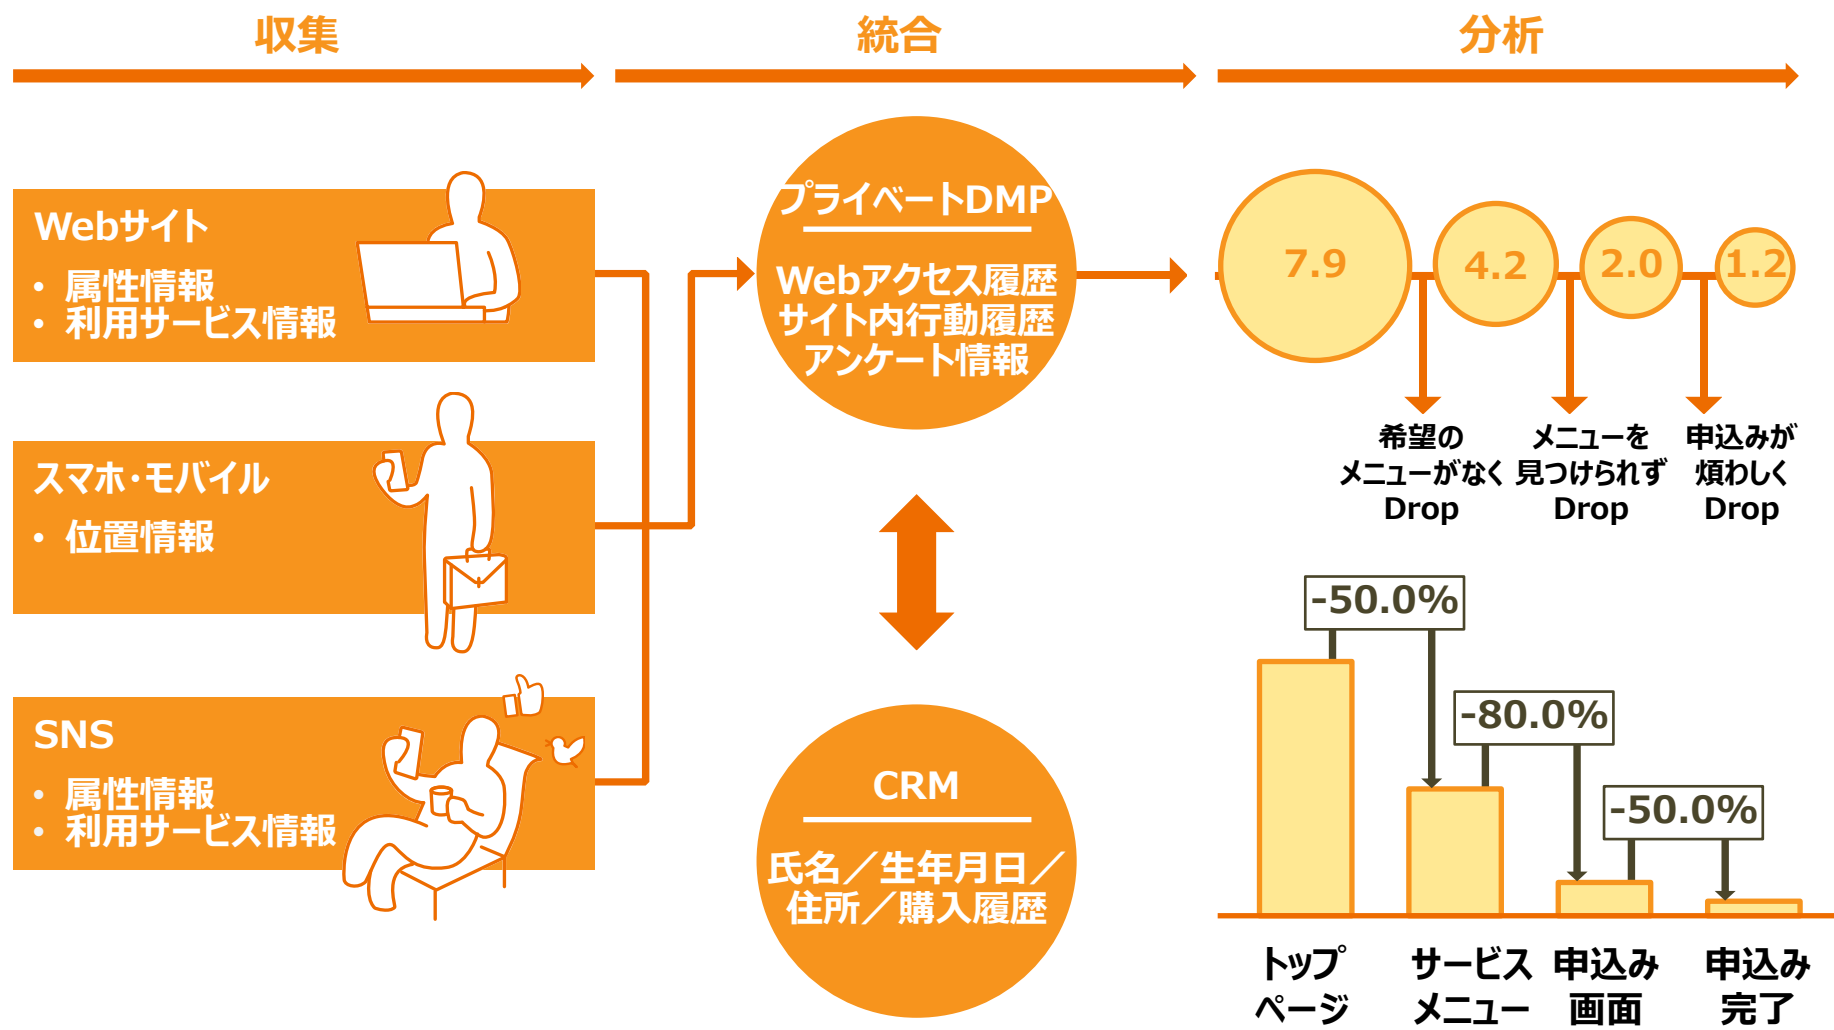 収集
統合
分析
Webサイト
• 属性情報
• 利用サービス情報
スマホ・モバイル
• 位置情報
SNS
• 属性情報
• 利用サービス情報
プライベートDMP
Webアクセス履歴
サイト内行動履歴
アンケート情報
CRM
氏名／生年月日／
住所／購入履歴
7.9
4.2
2.0
1.2
希望の
メニューがなく
Drop
メニューを
見つけられず
Drop
申込みが
煩わしく
Drop
-50.0%
-80.0%
-50.0%
トップ
ページ
サービス
メニュー
申込み
画面
申込み
完了